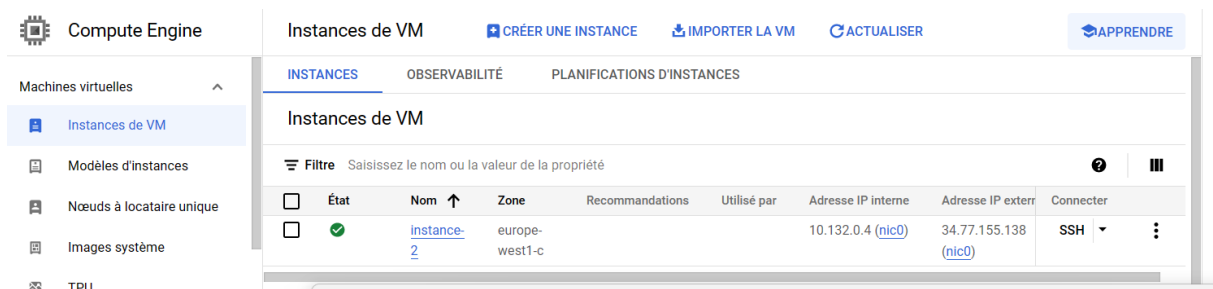 Compute Engine
Instances de VM
CRÉER UNE INSTANCE
IMPORTER LA VM
ACTUALISER
APPRENDRE
Machines virtuelles
Instances de VM
Modèles d'instances
Nœuds à locataire unique
Images système
TPU
INSTANCES
OBSERVABILITÉ
PLANIFICATIONS D'INSTANCES
Instances de VM
Filtre Saisissez le nom ou la valeur de la propriété
État Nom Zone Recommandations Utilisé par Adresse IP interne Adresse IP extern Connecter
instance- europe- 10.132.0.4 (nic0) 34.77.155.138 SSH
2 west1-c (nic0)